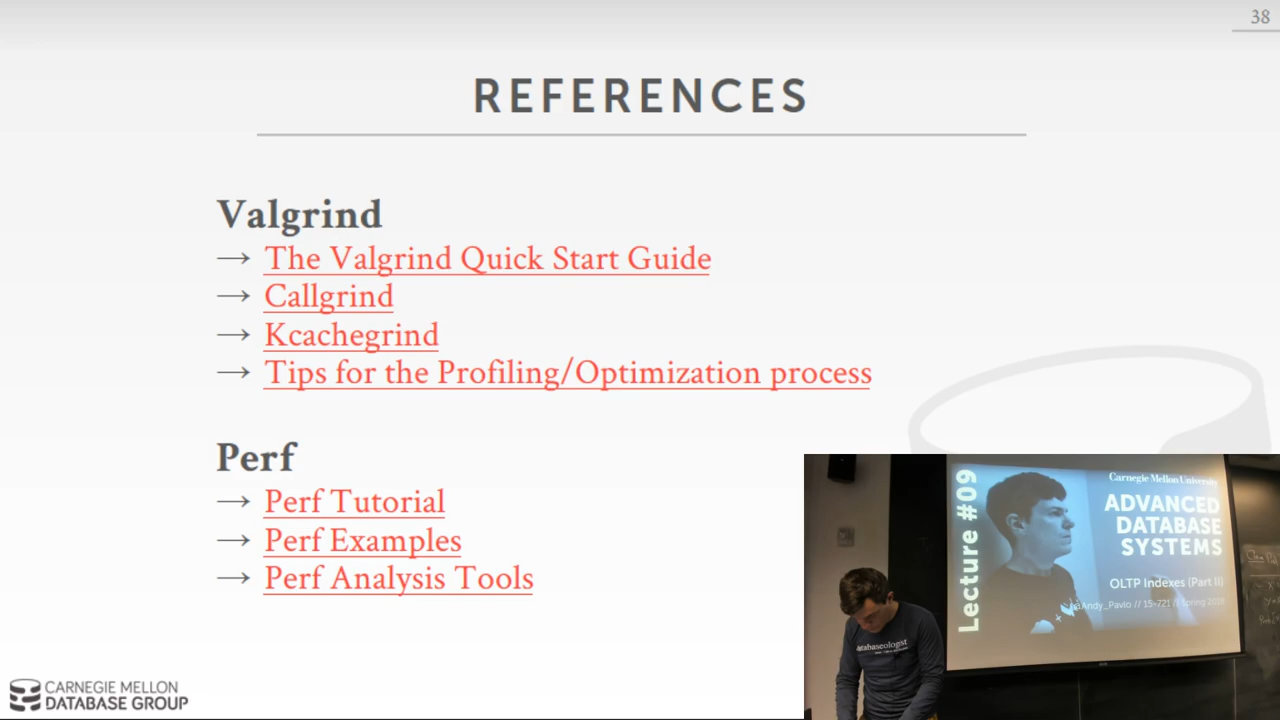 38
REFERENCES
Valgrind
→ The Valgrind Quick Start Guide
→ Callgrind
→ Kcachegrind
→ Tips for the Profiling/Optimization process
Perf
→ Perf Tutorial
→ Perf Examples
→ Perf Analysis Tools
CARNEGIE MELLON
DATABASE GROUP
Lecture #09
Carnegie Mellon University
ADVANCED
DATABASE
SYSTEMS
OLTP Indexes (Part II)
@Andy_Pavlo // 15-721 // Spring 2018
databaseologist